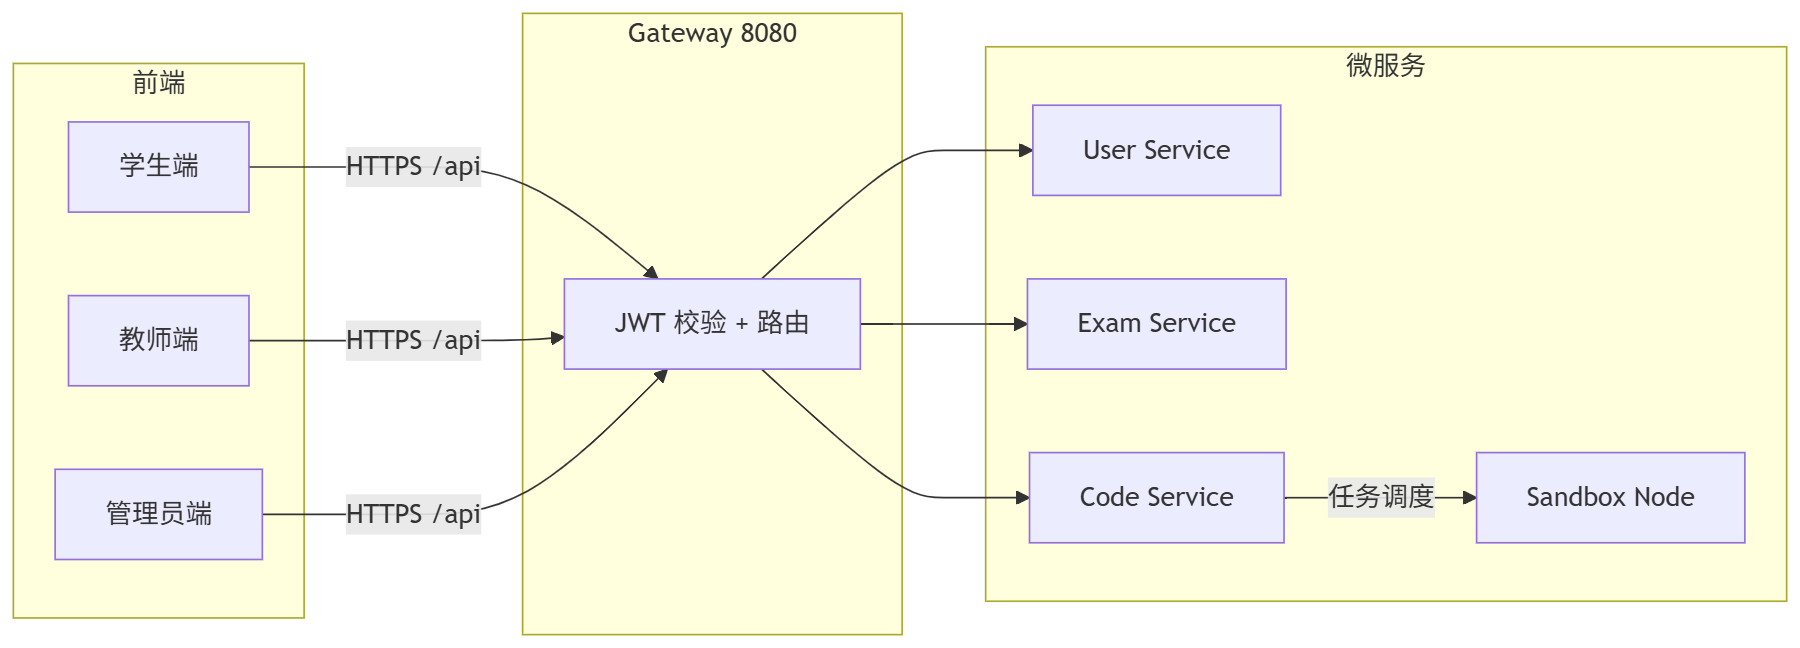 前端
学生端
教师端
管理员端
HTTPS /api
HTTPS /api
HTTPS /api
Gateway 8080
JWT 校验 + 路由
微服务
User Service
Exam Service
Code Service
任务调度
Sandbox Node